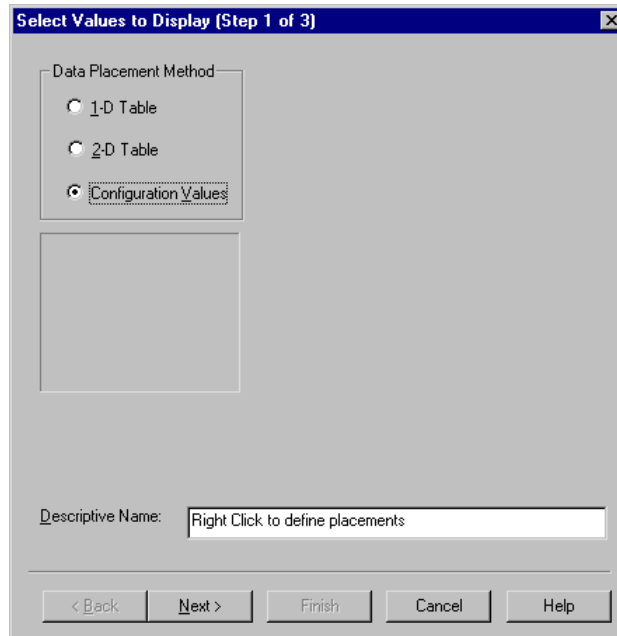 Select Values to Display (Step 1 of 3)
Data Placement Method
1-D Table
2-D Table
Configuration Values
Descriptive Name: Right Click to define placements
< Back Next > Finish Cancel Help